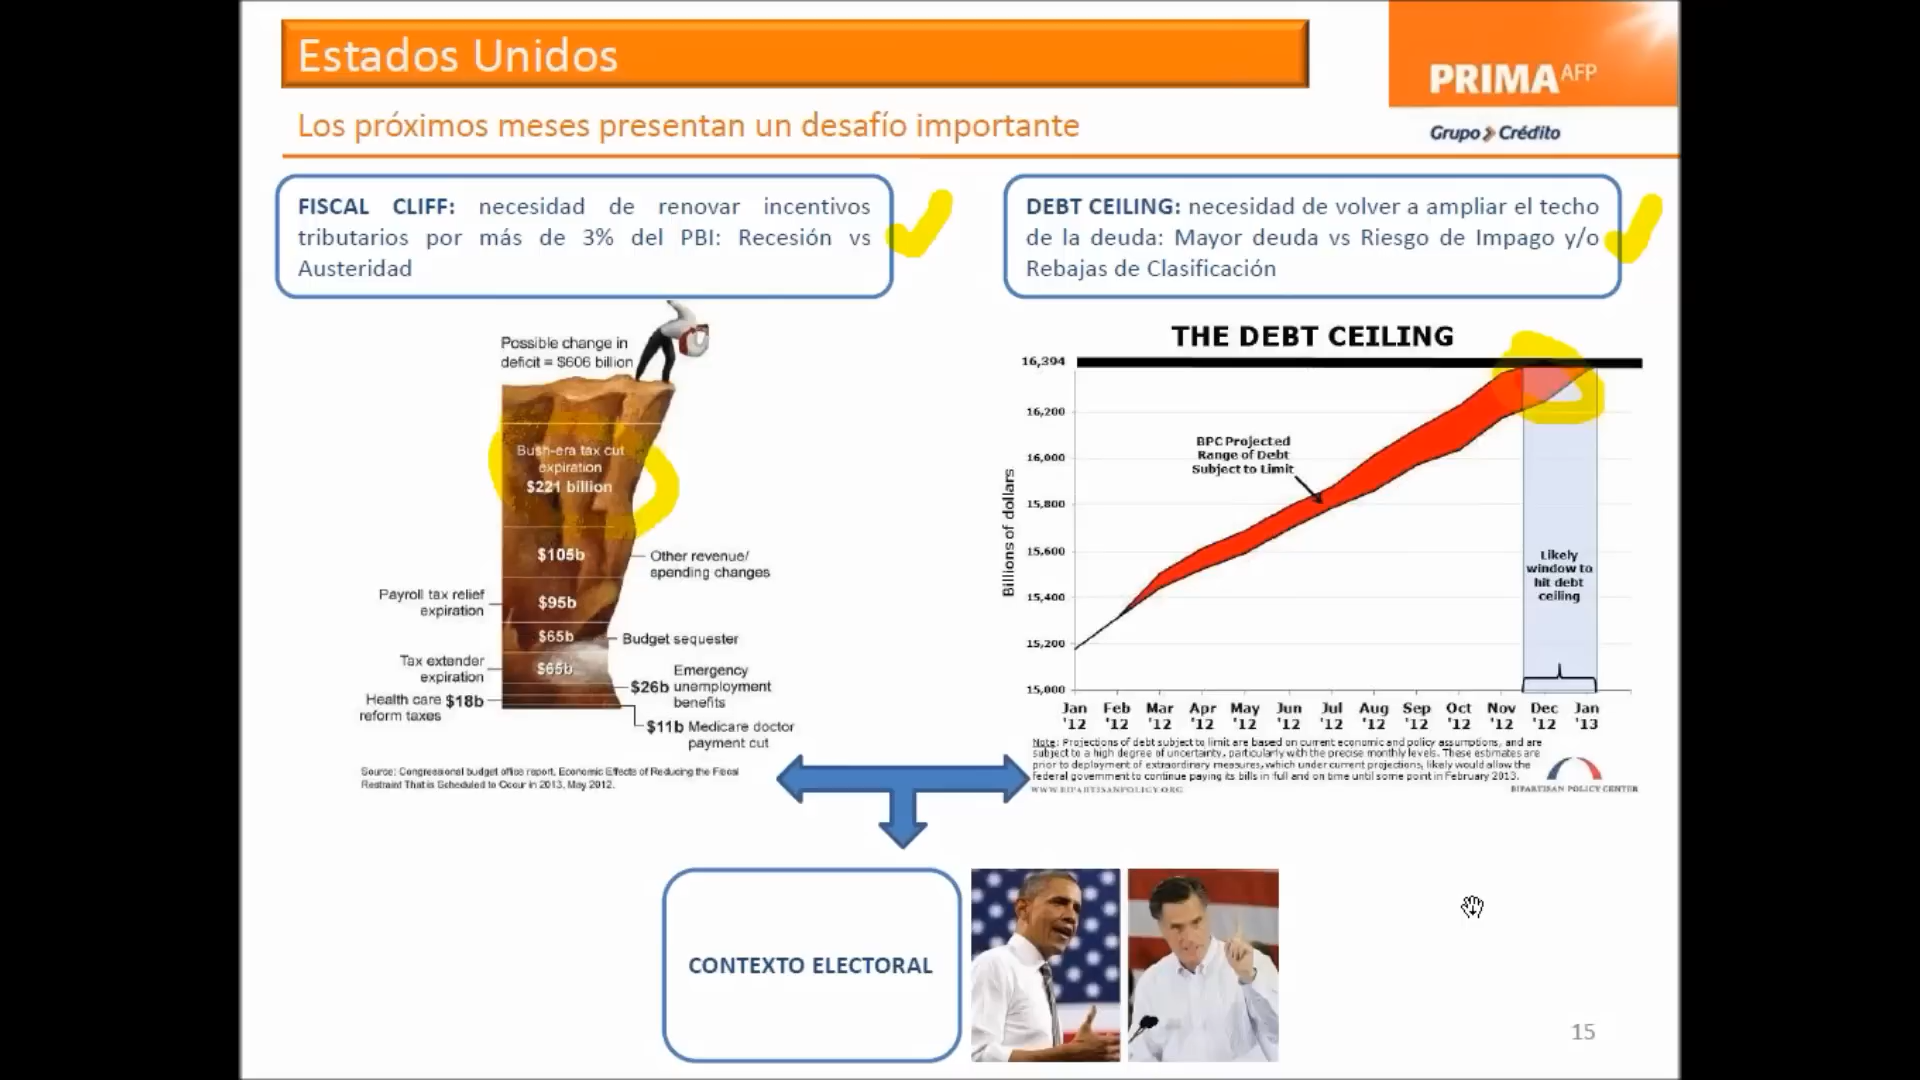 Estados Unidos
PRIMA AFP
Grupo Crédito
Los próximos meses presentan un desafío importante
FISCAL CLIFF: necesidad de renovar incentivos
tributarios por más de 3% del PBI: Recesión vs
Austeridad
DEBT CEILING: necesidad de volver a ampliar el techo
de la deuda: Mayor deuda vs Riesgo de Impago y/o
Rebajas de Clasificación
Possible change in
deficit = $606 billion
Bush-era tax cut
expiration
$221 billion
$105b
Other revenue/
spending changes
Payroll tax relief
expiration
$95b
$65b
Budget sequester
Tax extender
expiration
$65b
Emergency
$26b unemployment
benefits
Health care $18b
reform taxes
$11b Medicare doctor
payment cut
Source: Congressional budget office report, Economic Effects of Reducing the Fiscal
Restraint That is Scheduled to Occur in 2013, May 2012.
THE DEBT CEILING
16,394
16,200
16,000
15,800
15,600
15,400
15,200
15,000
Billions of dollars
BPC Projected
Range of Debt
Subject to Limit
Likely
window to
hit debt
ceiling
Jan Feb Mar Apr May Jun Jul Aug Sep Oct Nov Dec Jan
'12 '12 '12 '12 '12 '12 '12 '12 '12 '12 '12 '12 '13
Note: Projections of debt subject to limit are based on current economic and policy assumptions, and are
subject to a high degree of uncertainty, particularly with the precise monthly levels. These estimates are
prior to deployment of extraordinary measures, which under current projections, likely would allow the
federal government to continue paying its bills in full and on time until some point in February 2013.
WWW.BIPARTISANPOLICY.ORG
BIPARTISAN POLICY CENTER
CONTEXTO ELECTORAL
15